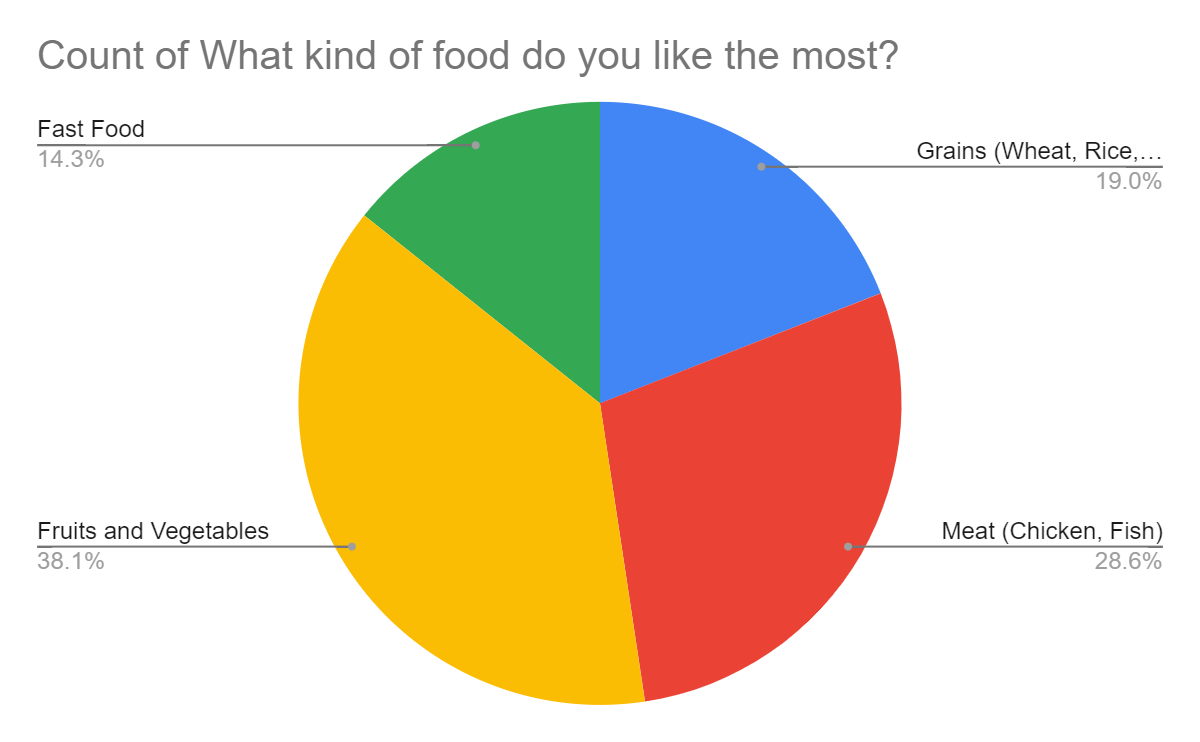 Count of What kind of food do you like the most?
Fast Food
14.3%
Grains (Wheat, Rice,…
19.0%
Fruits and Vegetables
38.1%
Meat (Chicken, Fish)
28.6%